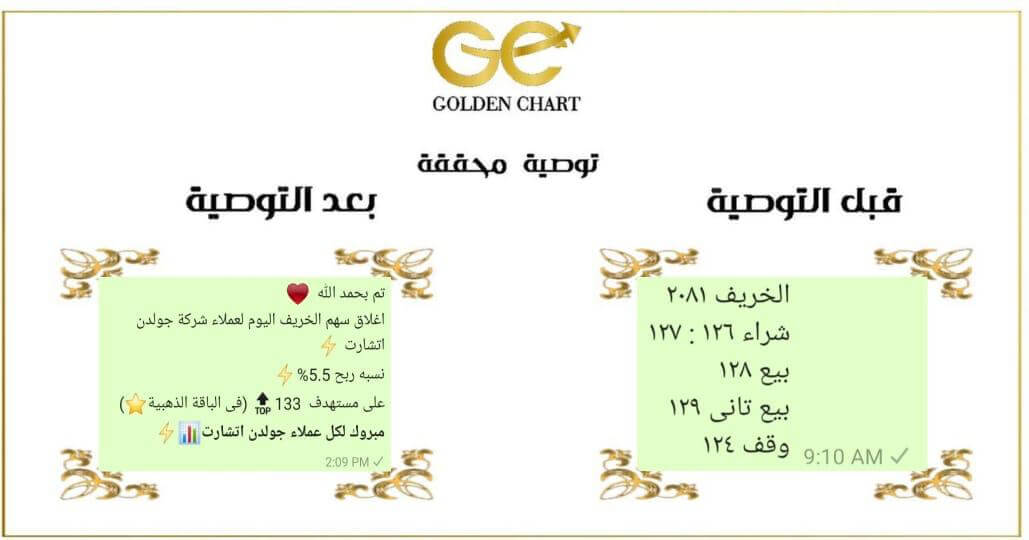 GOLDEN CHART
توصية محققة
قبل التوصية
الخريف ٢٠٨١
شراء ١٢٦ : ١٢٧
بيع ١٢٨
بيع تانى ١٢٩
وقف ١٢٤
9:10 AM ✓
بعد التوصية
تم بحمد الله ♥
اغلاق سهم الخريف اليوم لعملاء شركة جولدن
اتشارت ⚡
نسبه ربح 5.5% ⚡
على مستهدف 133 🔝 (فى الباقة الذهبية⭐)
مبروك لكل عملاء جولدن اتشارت📊⚡
2:09 PM ✓